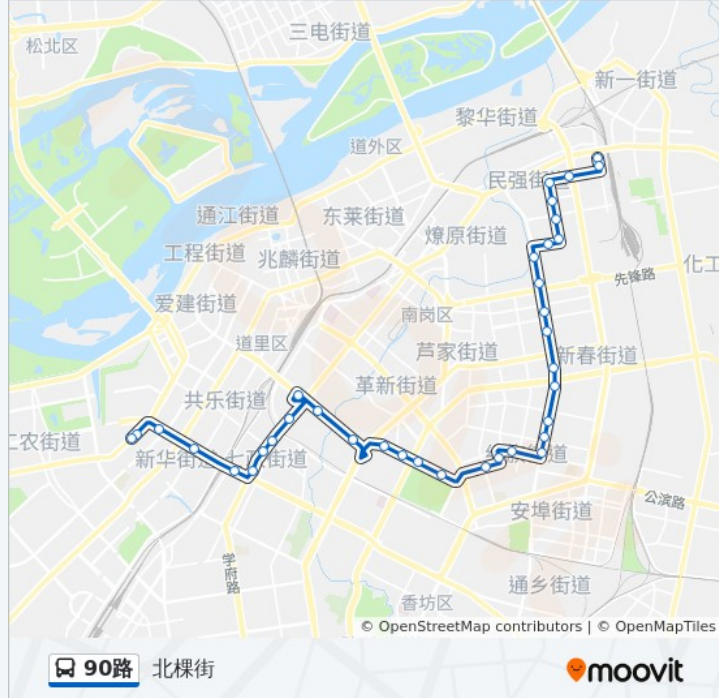 三电街道
松北区
新一街道
黎华街道
道外区
民强街
通江街道
东莱街道
燎原街道
工程街道
兆麟街道
化工
先锋路
爱建街道
南岗区
道里区
芦家街道
新春街道
革新街道
共乐街道
工农街道
新华街道
七政街道
安埠街道
公滨路
学府路
通乡街道
香坊区
© OpenStreetMap contributors | © OpenMapTiles
90路 北棵街
moovit